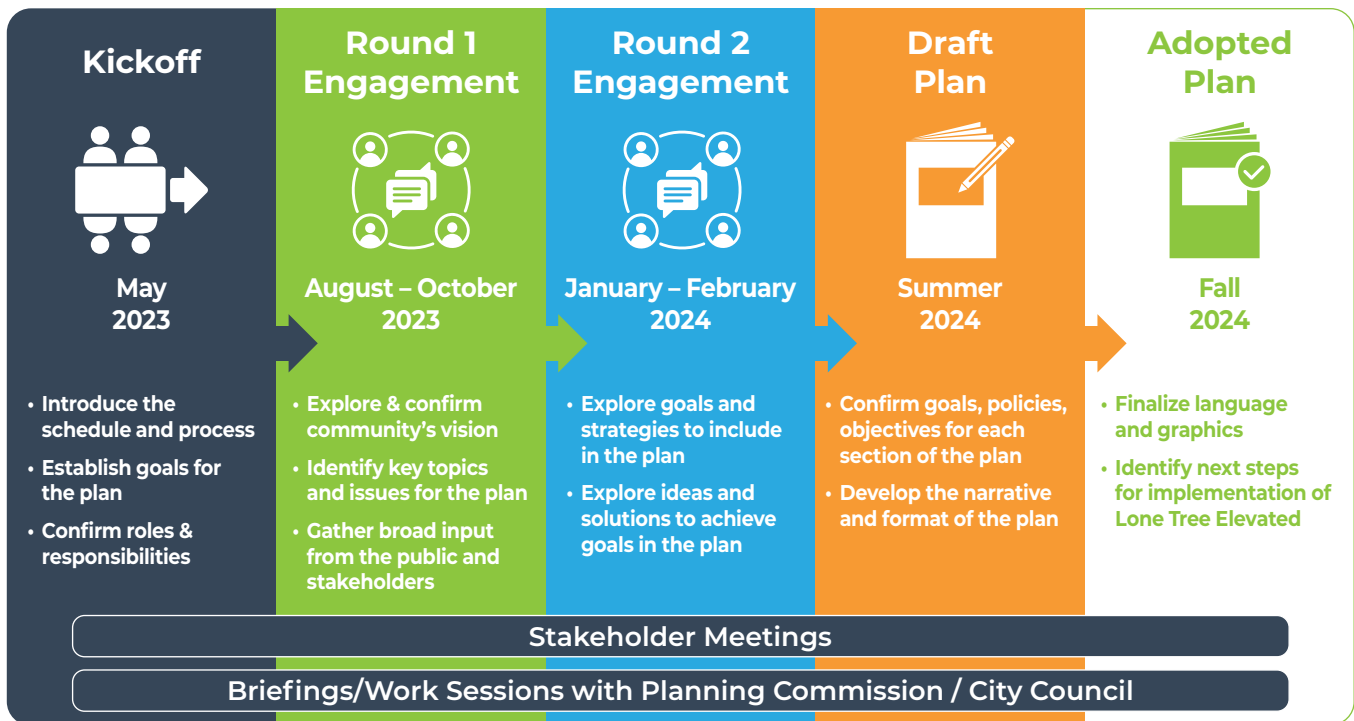 Kickoff
May
2023
• Introduce the
schedule and process
• Establish goals for
the plan
• Confirm roles &
responsibilities
Round 1
Engagement
August – October
2023
• Explore & confirm
community’s vision
• Identify key topics
and issues for the plan
• Gather broad input
from the public and
stakeholders
Round 2
Engagement
January – February
2024
• Explore goals and
strategies to include
in the plan
• Explore ideas and
solutions to achieve
goals in the plan
Draft
Plan
Summer
2024
• Confirm goals, policies,
objectives for each
section of the plan
• Develop the narrative
and format of the plan
Adopted
Plan
Fall
2024
• Finalize language
and graphics
• Identify next steps
for implementation of
Lone Tree Elevated
Stakeholder Meetings
Briefings/Work Sessions with Planning Commission / City Council